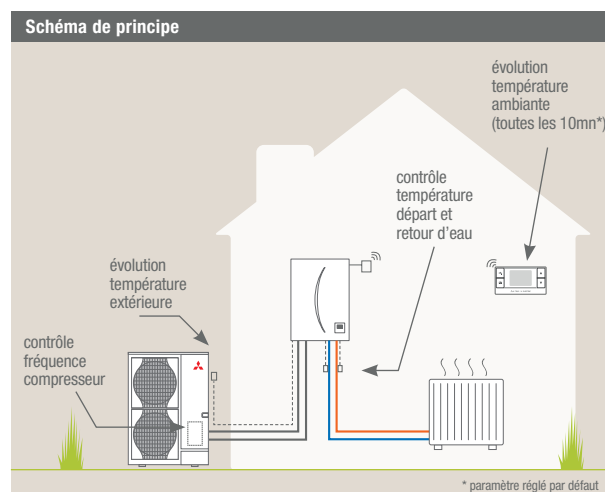 Schéma de principe
évolution
température
ambiante
(toutes les 10mn*)
contrôle
température
départ et
retour d'eau
évolution
température
extérieure
contrôle
fréquence
compresseur
* paramètre réglé par défaut